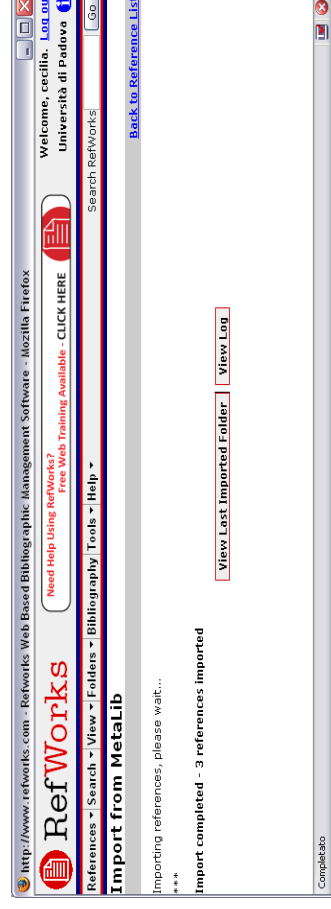 http://www.refworks.com - Refworks Web Based Bibliographic Management Software - Mozilla Firefox
RefWorks
Need Help Using RefWorks?
Free Web Training Available - CLICK HERE
Welcome, cecilia. Log ou
Università di Padova
References Search View Folders Bibliography Tools Help
Search RefWorks Go
Import from MetaLib
Back to Reference List
Importing references, please wait...
***
Import completed - 3 references imported
View Last Imported Folder View Log
Completato